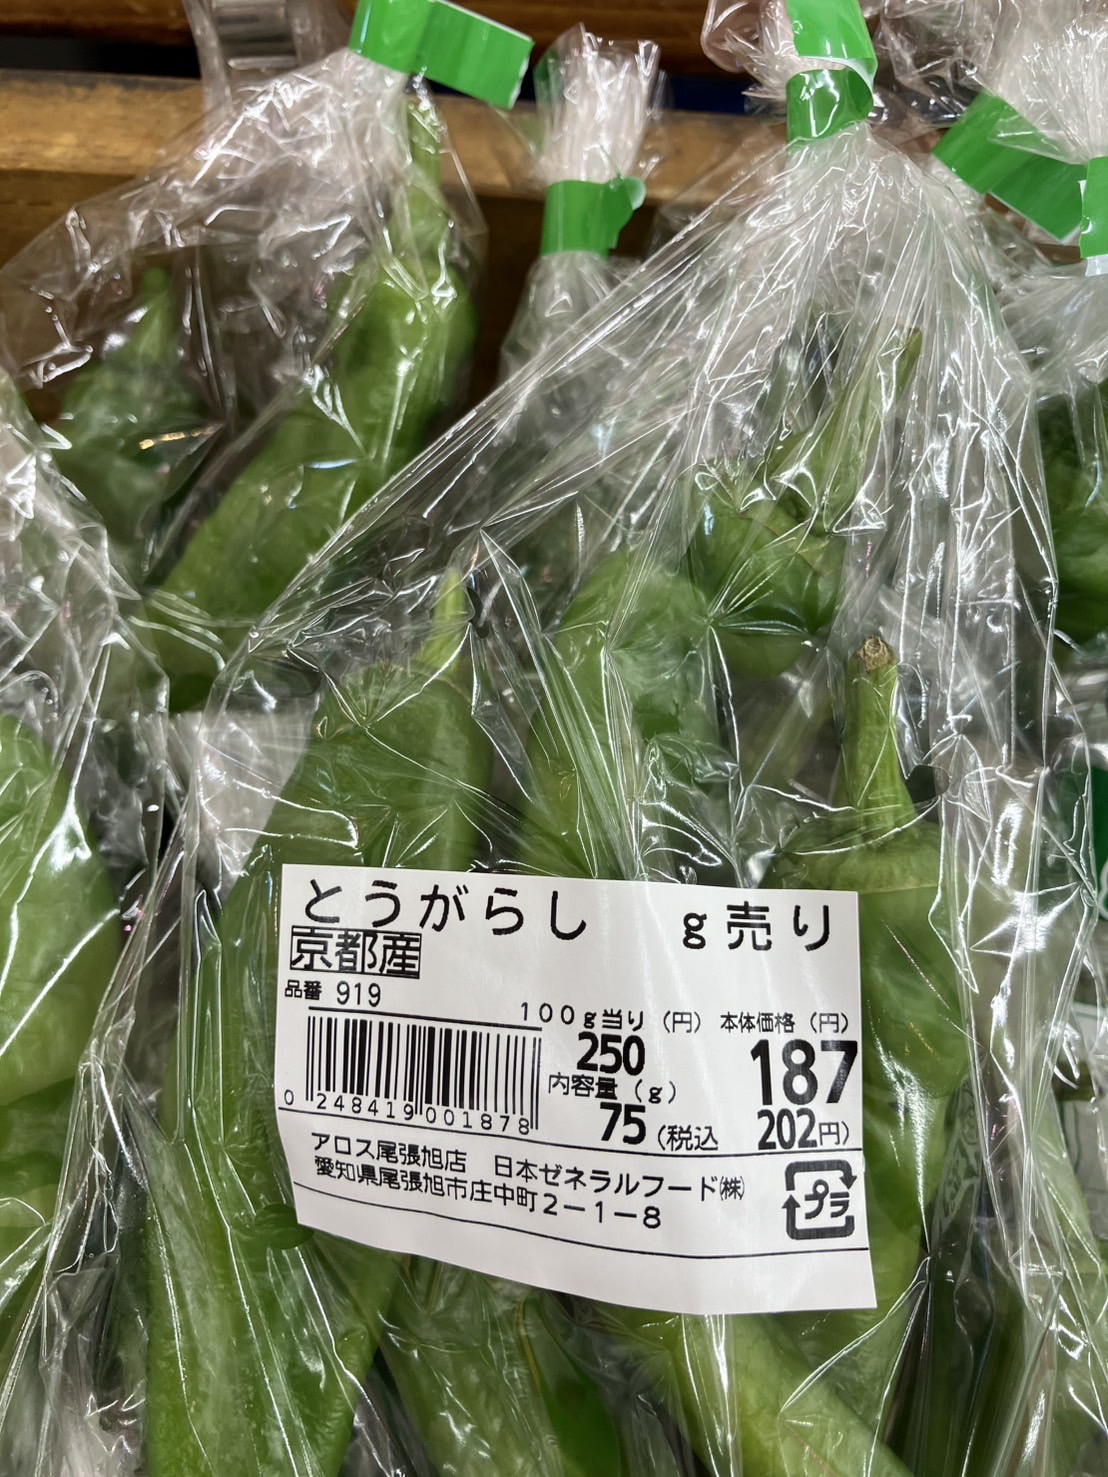 とうがらし　ｇ売り
京都産
品番 919
100g当り（円） 本体価格（円）
250 187
内容量（g）
75 (税込 202円)
0 248419 001878
アロス尾張旭店　日本ゼネラルフード㈱
愛知県尾張旭市庄中町2－1－8
プラ